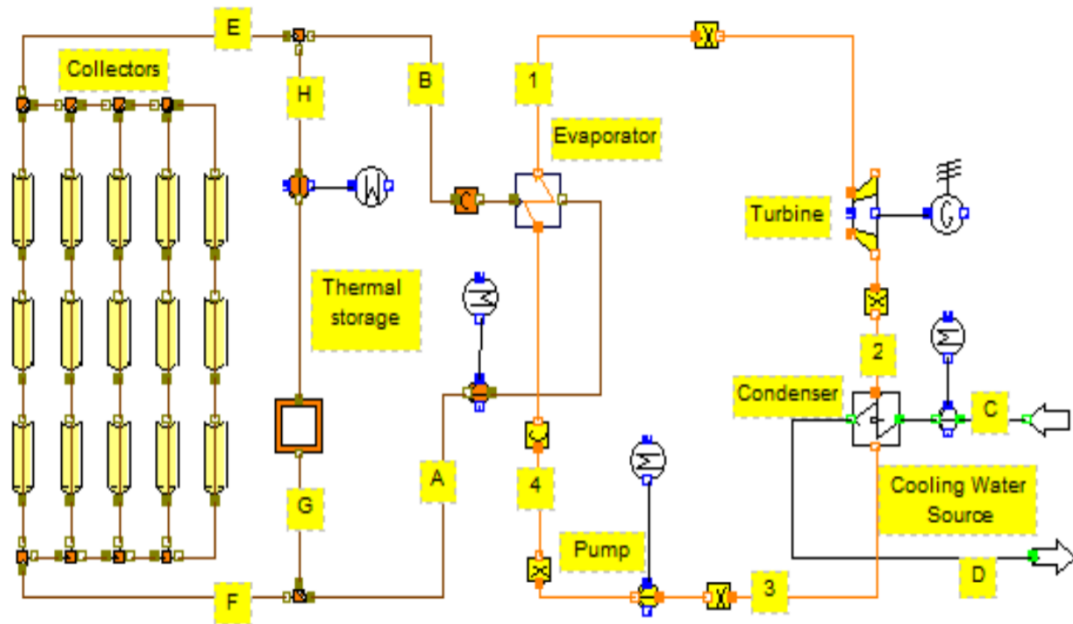 E
Collectors
H
B
1
Evaporator
M
C
Turbine
G
Thermal
storage
M
M
2
Condenser
C
A
4
M
G
Cooling Water
Source
Pump
F
3
D